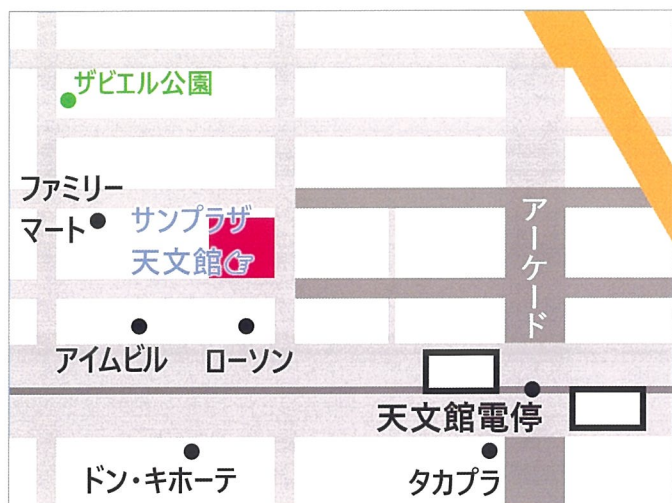 ザビエル公園
ファミリー
マート
サンプラザ
天文館☞
アーケード
アイムビル
ローソン
天文館電停
ドン・キホーテ
タカプラ